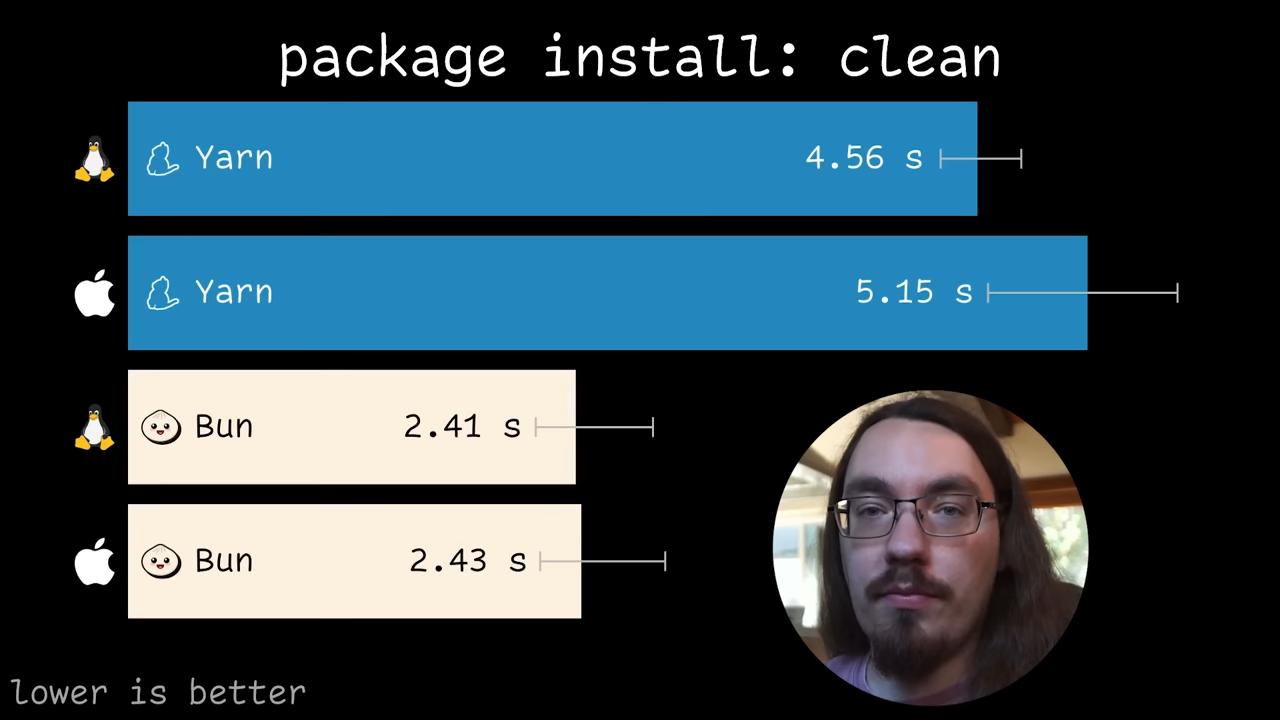 package install: clean
Yarn 4.56 s
Yarn 5.15 s
Bun 2.41 s
Bun 2.43 s
lower is better